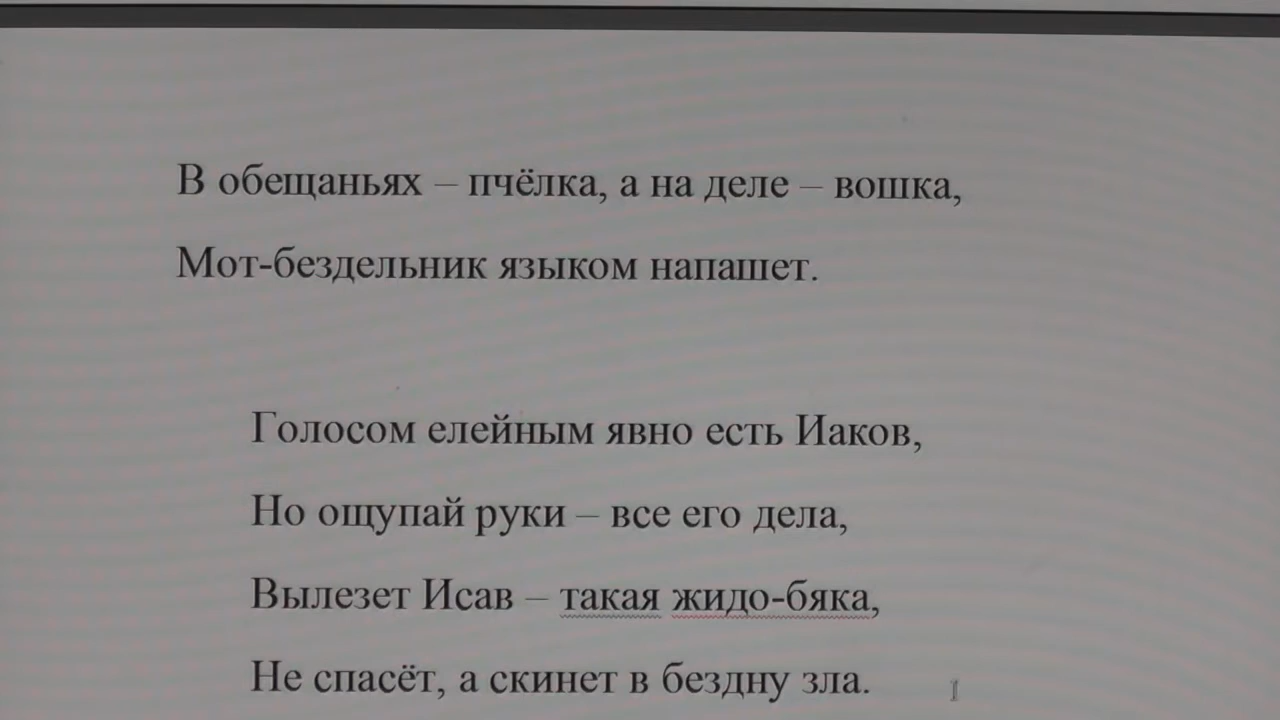 В обещаньях – пчёлка, а на деле – вошка,
Мот-бездельник языком напашет.
Голосом елейным явно есть Иаков,
Но ощупай руки – все его дела,
Вылезет Исав – такая жидо-бяка,
Не спасёт, а скинет в бездну зла.